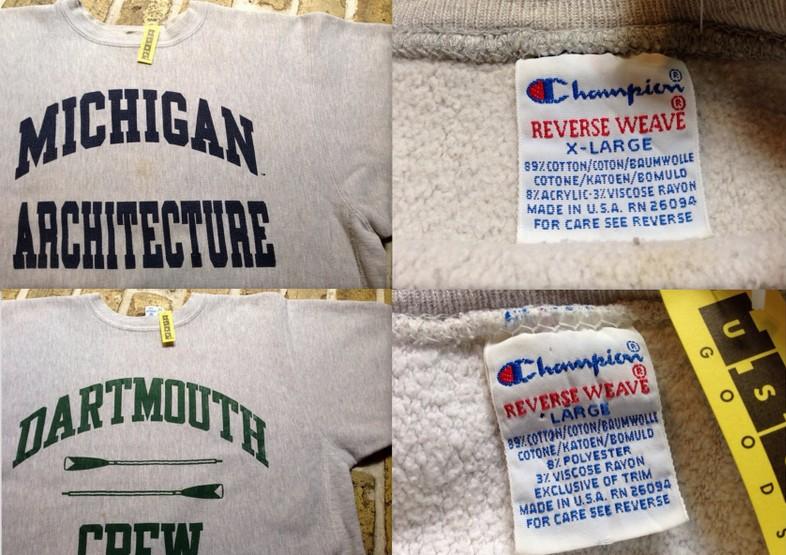 MICHIGAN
ARCHITECTURE
Champion®
REVERSE WEAVE®
X-LARGE
89% COTTON/COTON/BAUMWOLLE
COTONE/KATOEN/BOMULD
8% ACRYLIC-3% VISCOSE RAYON
MADE IN U.S.A. RN 26094
FOR CARE SEE REVERSE
DARTMOUTH
CREW
Champion®
REVERSE WEAVE®
LARGE
89% COTTON/COTON/BAUMWOLLE
COTONE/KATOEN/BOMULD
8% POLYESTER
3% VISCOSE RAYON
EXCLUSIVE OF TRIM
MADE IN U.S.A. RN 26094
FOR CARE SEE REVERSE
GOODS